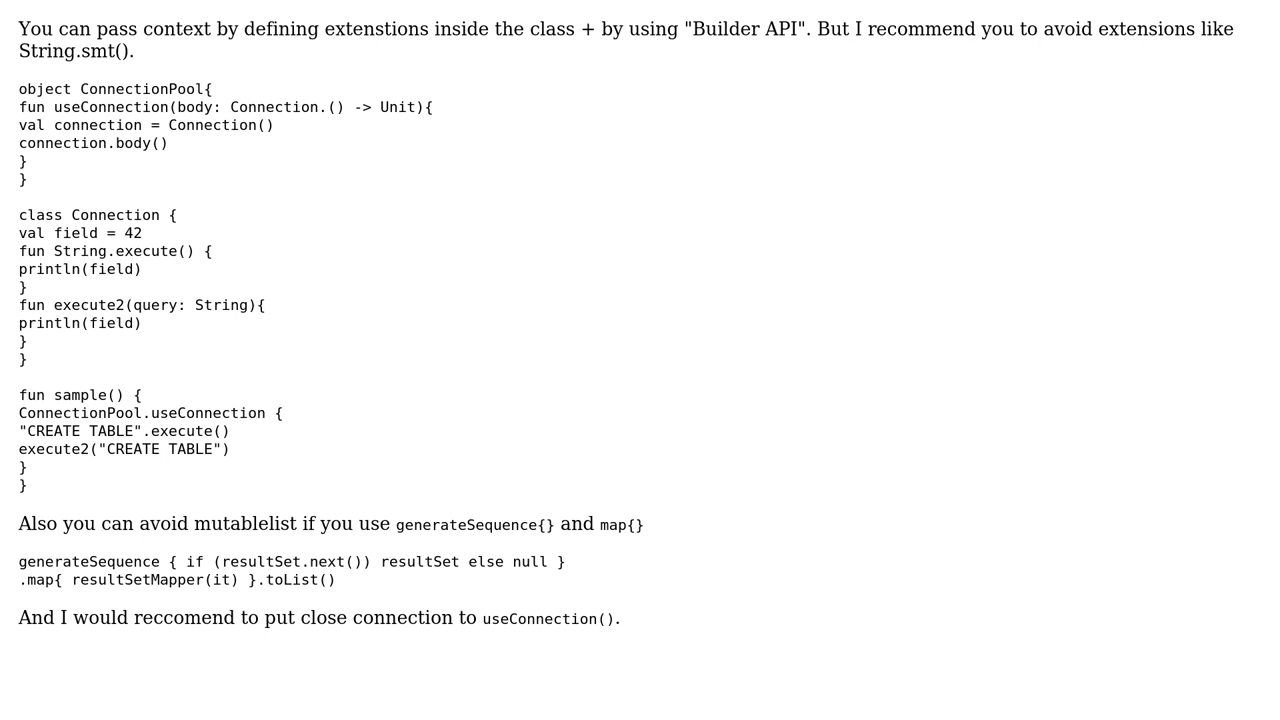 You can pass context by defining extenstions inside the class + by using "Builder API". But I recommend you to avoid extensions like
String.smt().
object ConnectionPool{
fun useConnection(body: Connection.() -> Unit){
val connection = Connection()
connection.body()
}
}
class Connection {
val field = 42
fun String.execute() {
println(field)
}
fun execute2(query: String){
println(field)
}
}
fun sample() {
ConnectionPool.useConnection {
"CREATE TABLE".execute()
execute2("CREATE TABLE")
}
}
Also you can avoid mutablelist if you use generateSequence{} and map{}
generateSequence { if (resultSet.next()) resultSet else null }
.map{ resultSetMapper(it) }.toList()
And I would reccomend to put close connection to useConnection().